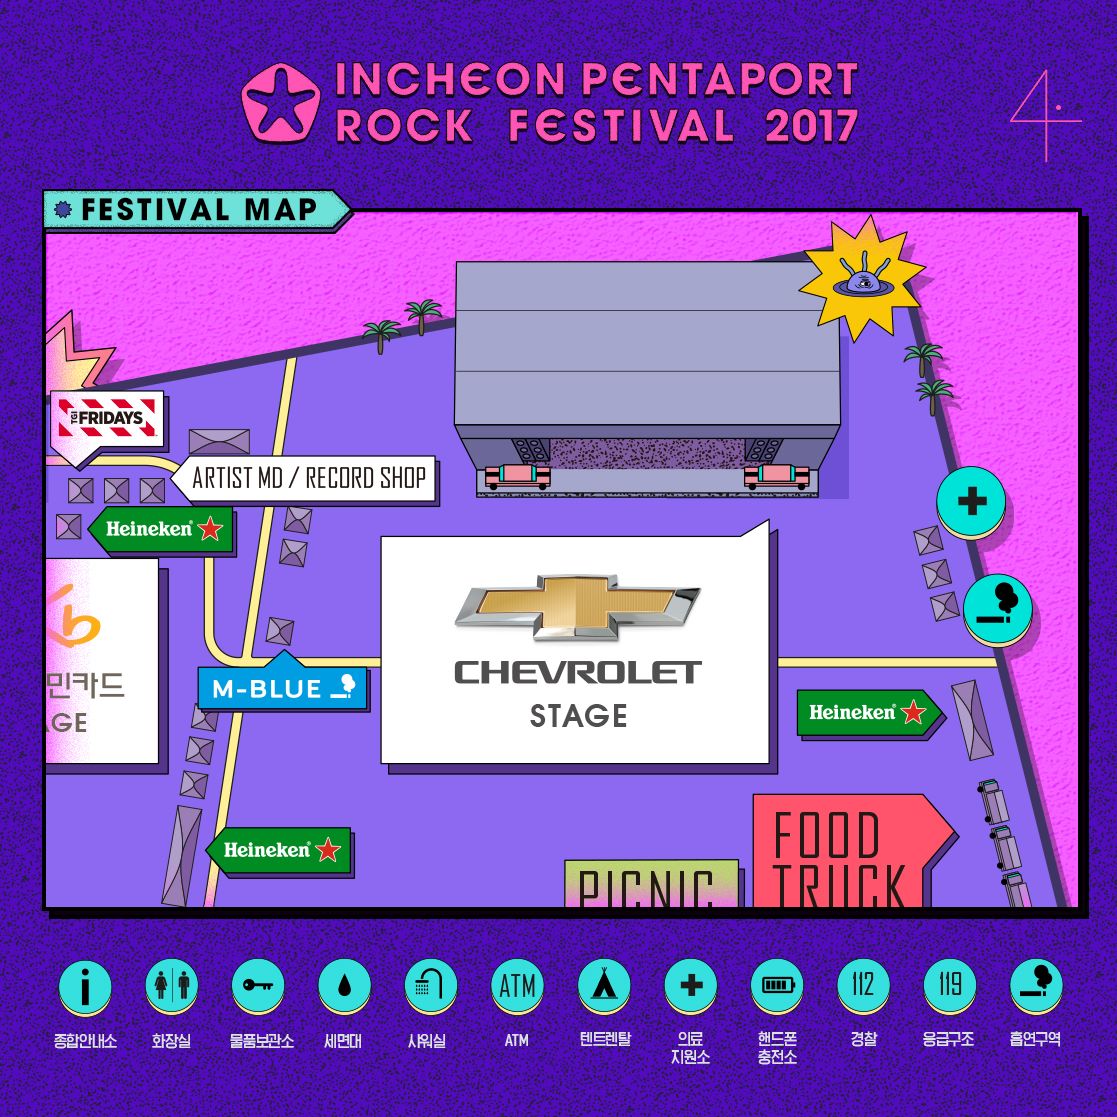 INCHEON PENTAPORT
ROCK FESTIVAL 2017
4.
FESTIVAL MAP
TGI FRIDAYS
ARTIST MD / RECORD SHOP
Heineken
b
민카드
AGE
M-BLUE
CHEVROLET
STAGE
Heineken
Heineken
FOOD
TRUCK
PICNIC
ATM
112
119
종합안내소
화장실
물품보관소
세면대
샤워실
ATM
텐트렌탈
의료
지원소
핸드폰
충전소
경찰
응급구조
흡연구역